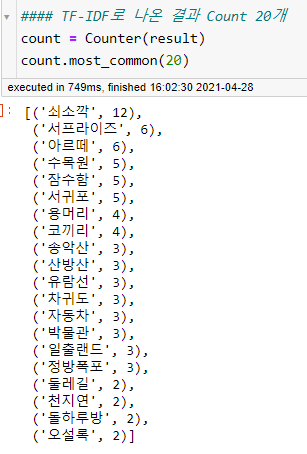 #### TF-IDF로 나온 결과 Count 20개
count = Counter(result)
count.most_common(20)
executed in 749ms, finished 16:02:30 2021-04-28
]: [('쇠소깍', 12),
('서프라이즈', 6),
('아르떼', 6),
('수목원', 5),
('잠수함', 5),
('서귀포', 5),
('용머리', 4),
('코끼리', 4),
('송악산', 3),
('산방산', 3),
('유람선', 3),
('차귀도', 3),
('자동차', 3),
('박물관', 3),
('일출랜드', 3),
('정방폭포', 3),
('둘레길', 2),
('천지연', 2),
('돌하루방', 2),
('오설록', 2)]